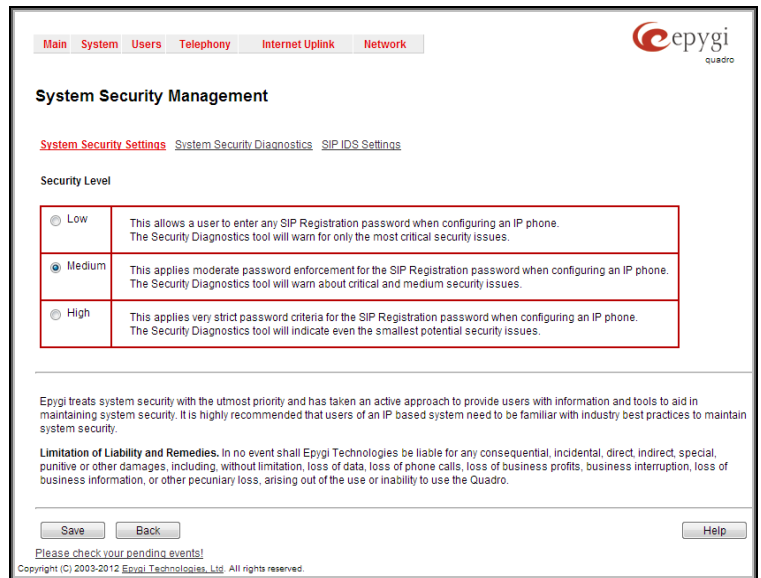 Main System Users Telephony Internet Uplink Network
epygi
quadro
System Security Management
System Security Settings System Security Diagnostics SIP IDS Settings
Security Level
Low
This allows a user to enter any SIP Registration password when configuring an IP phone.
The Security Diagnostics tool will warn for only the most critical security issues.
Medium
This applies moderate password enforcement for the SIP Registration password when configuring an IP phone.
The Security Diagnostics tool will warn about critical and medium security issues.
High
This applies very strict password criteria for the SIP Registration password when configuring an IP phone.
The Security Diagnostics tool will indicate even the smallest potential security issues.
Epygi treats system security with the utmost priority and has taken an active approach to provide users with information and tools to aid in
maintaining system security. It is highly recommended that users of an IP based system need to be familiar with industry best practices to maintain
system security.
Limitation of Liability and Remedies. In no event shall Epygi Technologies be liable for any consequential, incidental, direct, indirect, special,
punitive or other damages, including, without limitation, loss of data, loss of phone calls, loss of business profits, business interruption, loss of
business information, or other pecuniary loss, arising out of the use or inability to use the Quadro.
Save Back Help
Please check your pending events!
Copyright (C) 2003-2012 Epygi Technologies, Ltd. All rights reserved.